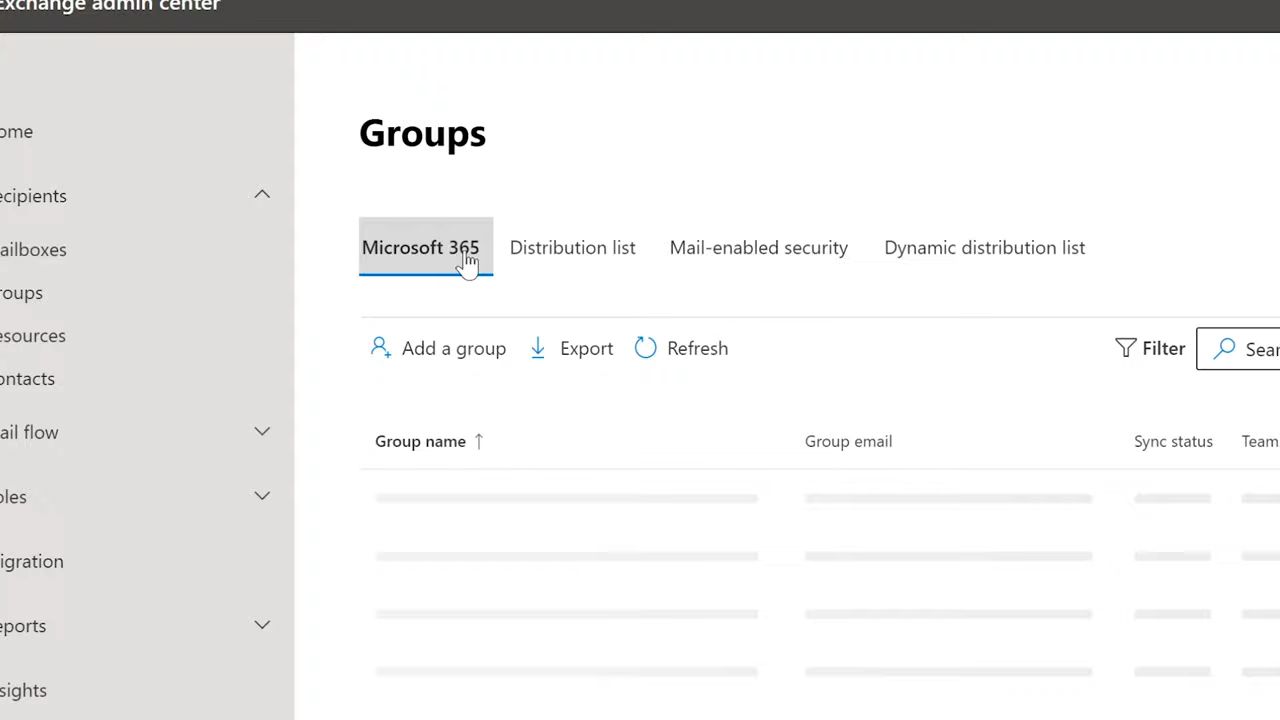 Exchange admin center
ome
ecipients
ailboxes
roups
esources
ontacts
ail flow
oles
igration
eports
sights
Groups
Microsoft 365 Distribution list Mail-enabled security Dynamic distribution list
Add a group Export Refresh Filter Sear
Group name ↑ Group email Sync status Team